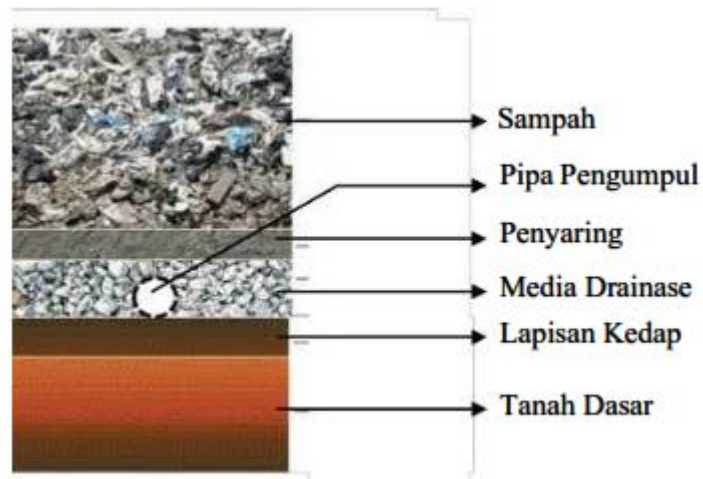 Sampah
Pipa Pengumpul
Penyaring
Media Drainase
Lapisan Kedap
Tanah Dasar